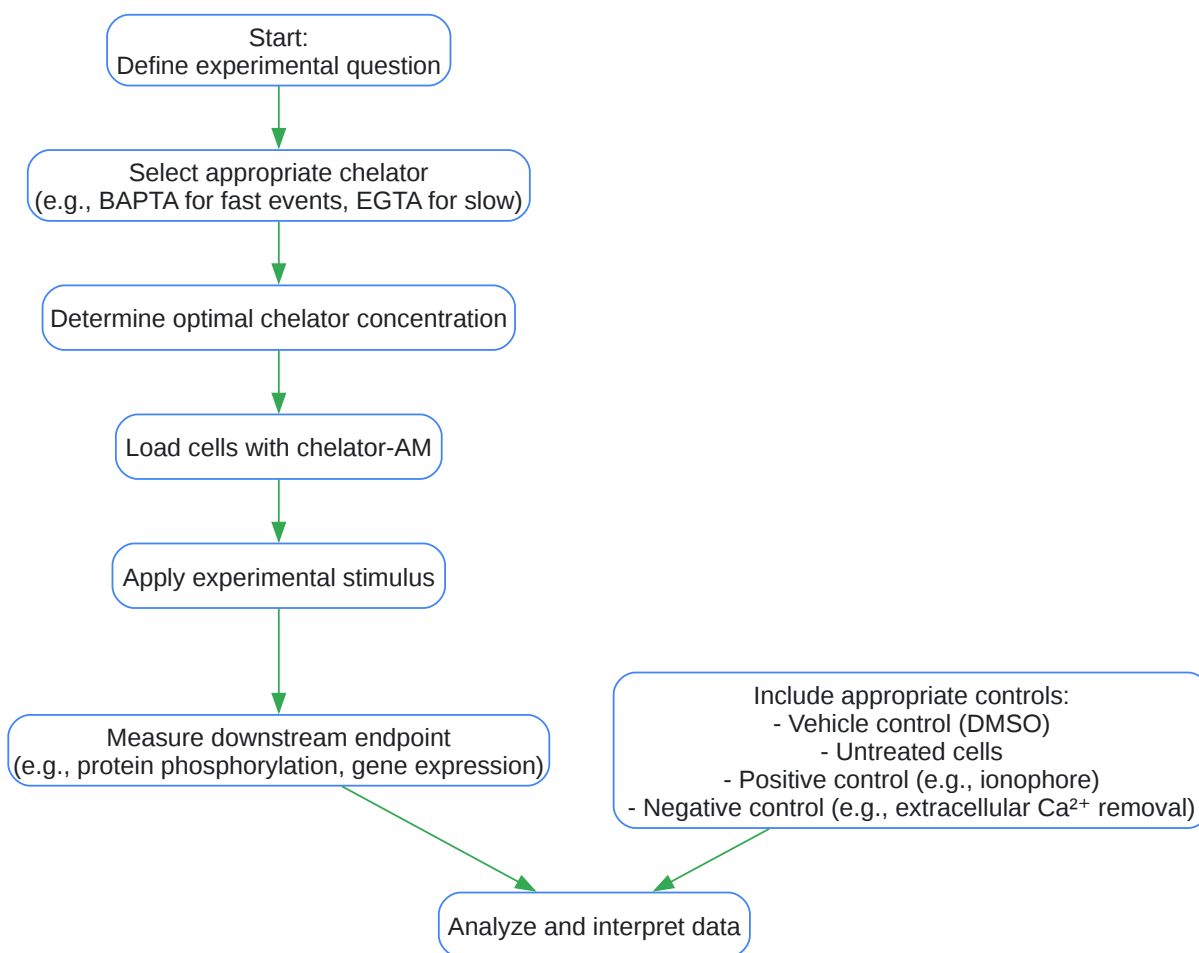 Start:
Define experimental question
Select appropriate chelator
(e.g., BAPTA for fast events, EGTA for slow)
Determine optimal chelator concentration
Load cells with chelator-AM
Apply experimental stimulus
Measure downstream endpoint
(e.g., protein phosphorylation, gene expression)
Include appropriate controls:
- Vehicle control (DMSO)
- Untreated cells
- Positive control (e.g., ionophore)
- Negative control (e.g., extracellular Ca²⁺ removal)
Analyze and interpret data